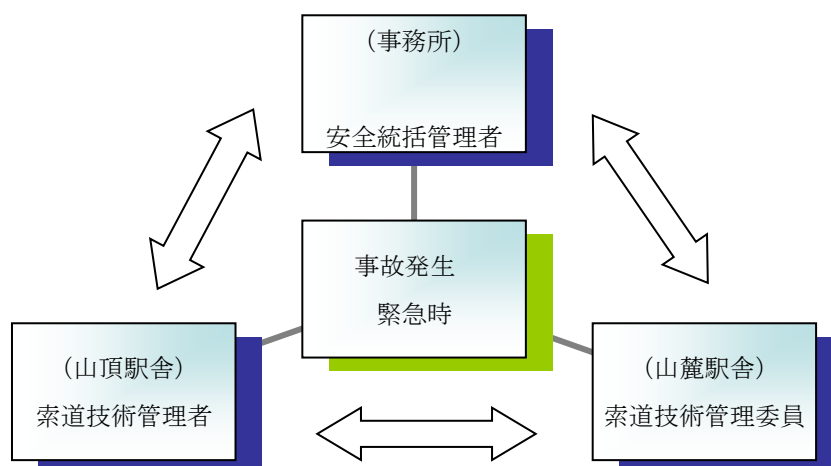 （事務所）
安全統括管理者
事故発生
緊急時
（山頂駅舎）
索道技術管理者
（山麓駅舎）
索道技術管理委員